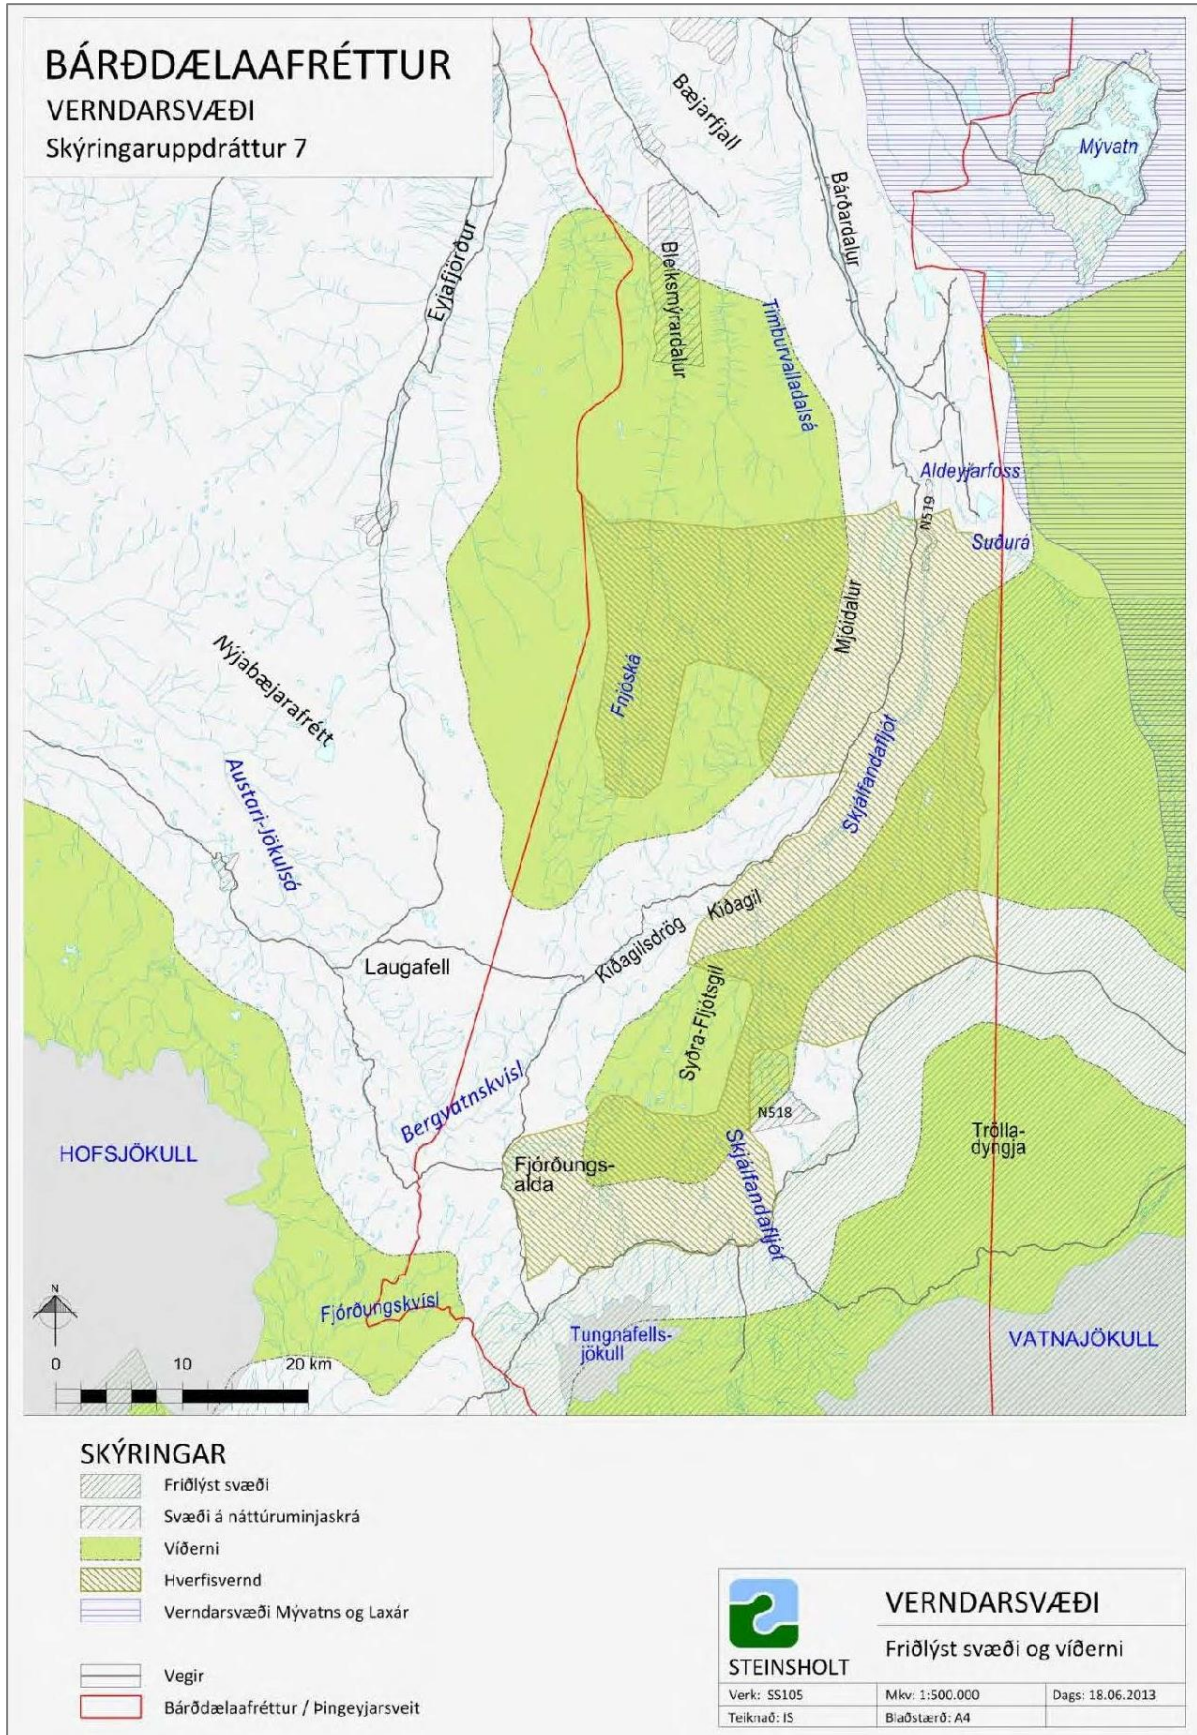 BÁRÐDÆLAAFRÉTTUR
VERNDARSVÆÐI
Skýringaruppdráttur 7
Bæjarfjall
Mývatn
Bárðardalur
Eyjafjörður
Bleiksmýrardalur
Timburvalladalsá
Aldeyjarfoss
N519
Suðurá
Mjóidalur
Nýjabæjarafrétt
Fnjóská
Skjálfandafljót
Austari-Jökulsá
Kiðagil
Kiðagilsdrög
Laugafell
Syðra-Fljótsgil
Bergvatnskvísl
N518
Trölla-
dyngja
HOFSJÖKULL
Fjórðungs-
alda
Skjálfandafljót
N
Fjórðungskvísl
Tungnafells-
jökull
VATNAJÖKULL
0 10 20 km
SKÝRINGAR
Friðlýst svæði
Svæði á náttúruminjaskrá
Víðerni
Hverfisvernd
Verndarsvæði Mývatns og Laxár
Vegir
Bárðdælaafréttur / Þingeyjarsveit
STEINSHOLT
VERNDARSVÆÐI
Friðlýst svæði og víðerni
Verk: SS105
Mkv: 1:500.000
Dags: 18.06.2013
Teiknað: IS
Blaðstærð: A4